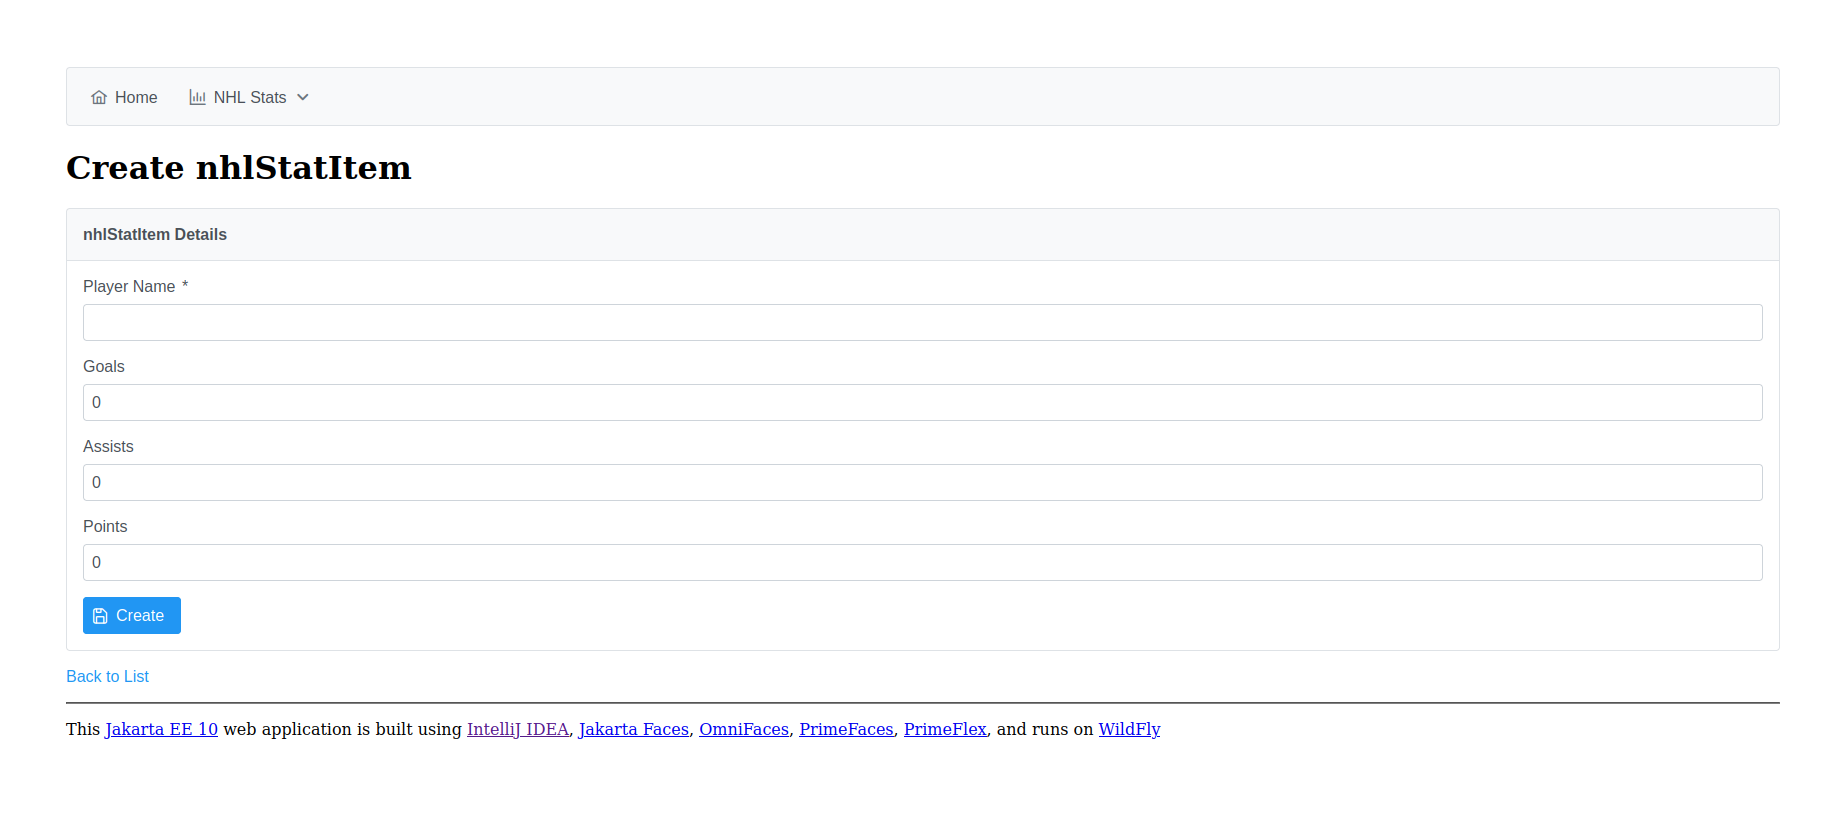 Home NHL Stats
Create nhlStatItem
nhlStatItem Details
Player Name *
Goals
0
Assists
0
Points
0
Create
Back to List
This Jakarta EE 10 web application is built using IntelliJ IDEA, Jakarta Faces, OmniFaces, PrimeFaces, PrimeFlex, and runs on WildFly